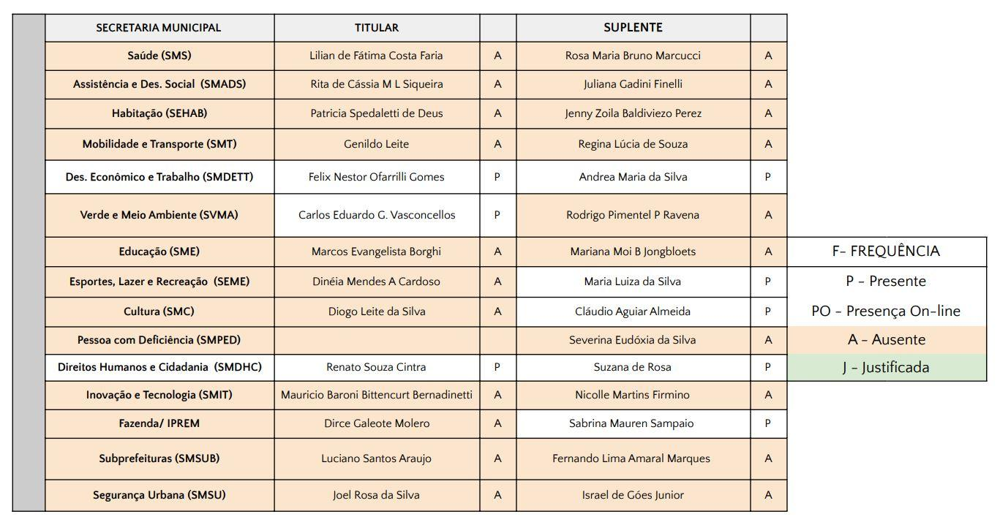 SECRETARIA MUNICIPAL TITULAR SUPLENTE
Saúde (SMS) Lilian de Fátima Costa Faria A Rosa Maria Bruno Marcucci A
Assistência e Des. Social (SMADS) Rita de Cássia M L Siqueira A Juliana Gadini Finelli A
Habitação (SEHAB) Patricia Spedaletti de Deus A Jenny Zoila Baldiviezo Perez A
Mobilidade e Transporte (SMT) Genildo Leite A Regina Lúcia de Souza A
Des. Econômico e Trabalho (SMDETT) Felix Nestor Ofarrilli Gomes P Andrea Maria da Silva P
Verde e Meio Ambiente (SVMA) Carlos Eduardo G. Vasconcellos P Rodrigo Pimentel P Ravena A
Educação (SME) Marcos Evangelista Borghi A Mariana Moi B Jongbloets A F- FREQUÊNCIA
Esportes, Lazer e Recreação (SEME) Dinéia Mendes A Cardoso A Maria Luiza da Silva P P - Presente
Cultura (SMC) Diogo Leite da Silva A Cláudio Aguiar Almeida P PO - Presença On-line
Pessoa com Deficiência (SMPED) Severina Eudóxia da Silva A A - Ausente
Direitos Humanos e Cidadania (SMDHC) Renato Souza Cintra P Suzana de Rosa P J - Justificada
Inovação e Tecnologia (SMIT) Mauricio Baroni Bittencurt Bernadinetti A Nicolle Martins Firmino A
Fazenda/ IPREM Dirce Galeote Molero A Sabrina Mauren Sampaio P
Subprefeituras (SMSUB) Luciano Santos Araujo A Fernando Lima Amaral Marques A
Segurança Urbana (SMSU) Joel Rosa da Silva A Israel de Góes Junior A